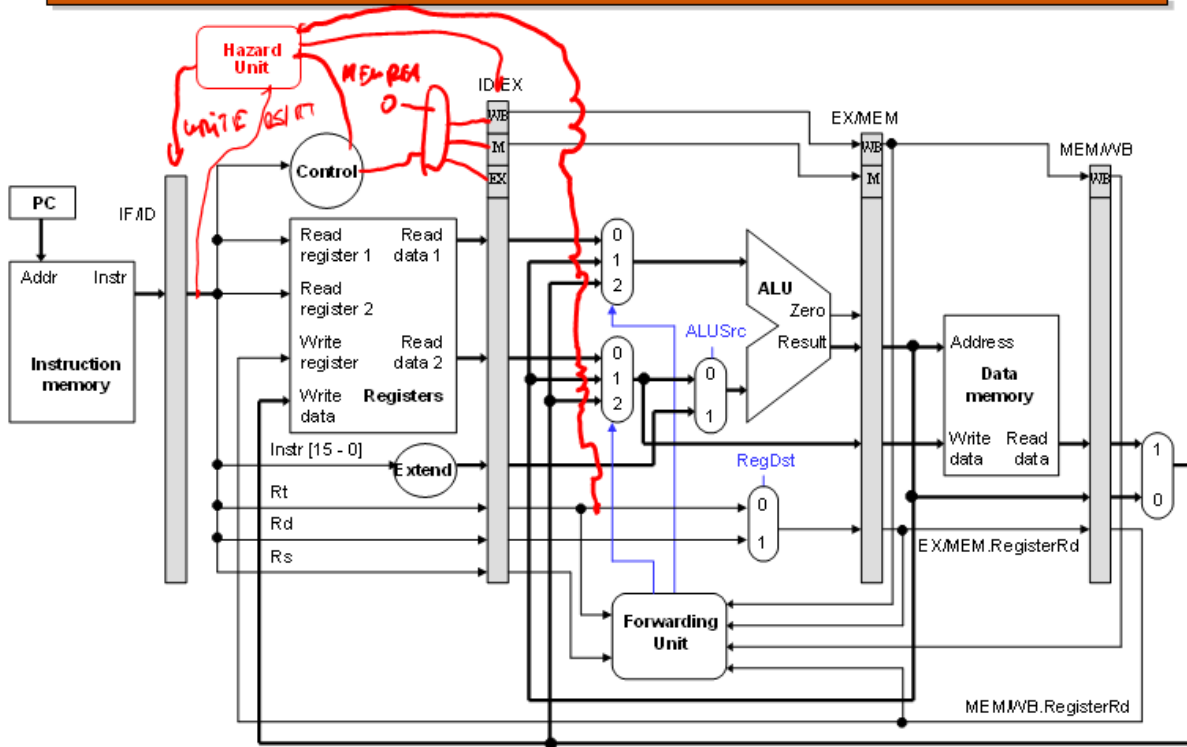 Hazard
Unit
MEMREA
0
ID/EX
WRITE RS/RT
WB
M
EX
EX/MEM
WB
M
MEM/WB
WB
Control
PC
IF/ID
Addr Instr
Instruction
memory
Read
register 1
Read
data 1
Read
register 2
Write
register
Read
data 2
Write
data
Registers
0
1
2
0
1
2
ALUSrc
0
1
ALU
Zero
Result
Address
Data
memory
Write
data
Read
data
1
0
Instr [15 - 0]
Extend
RegDst
0
1
Rt
Rd
Rs
EX/MEM.RegisterRd
Forwarding
Unit
MEM/WB.RegisterRd